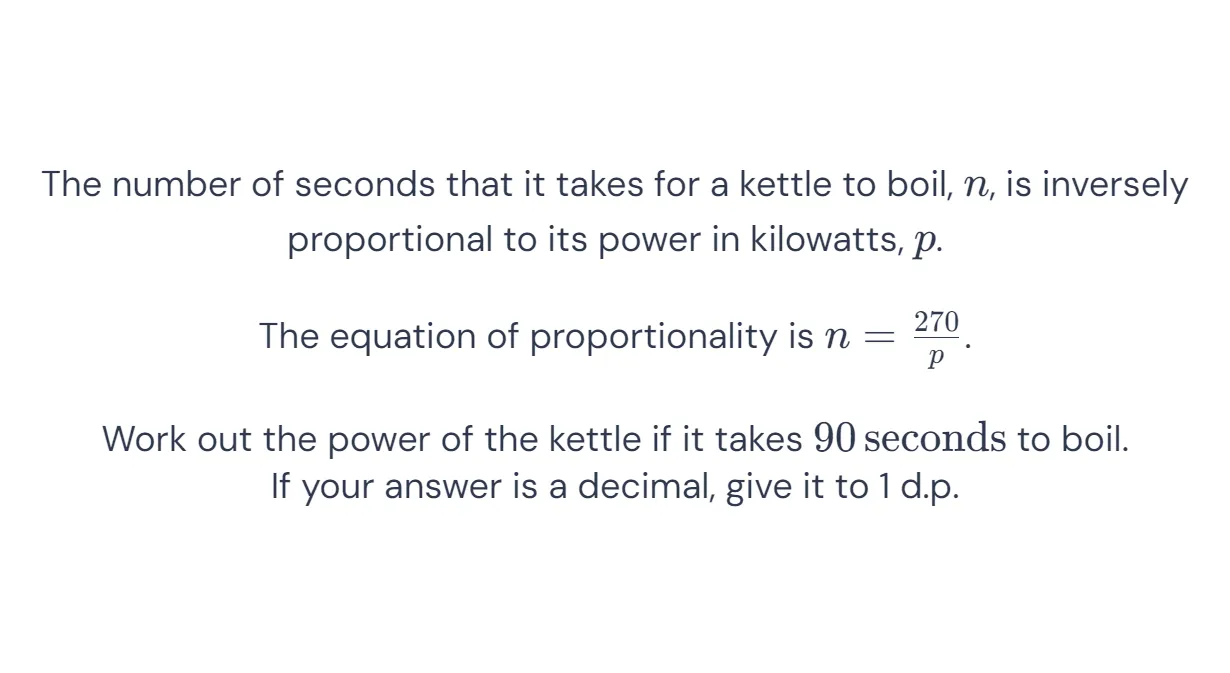 The number of seconds that it takes for a kettle to boil, n, is inversely
proportional to its power in kilowatts, p.
The equation of proportionality is n = 270/p.
Work out the power of the kettle if it takes 90 seconds to boil.
If your answer is a decimal, give it to 1 d.p.